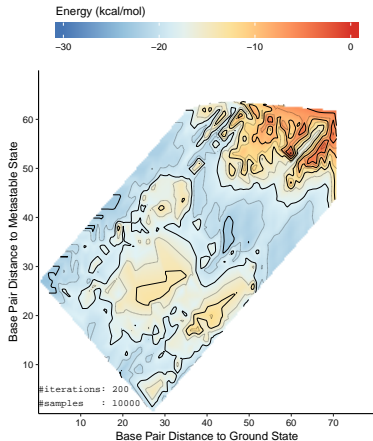 Energy (kcal/mol)
−30 −20 −10 0
Base Pair Distance to Metastable State
60
50
40
30
20
10
#iterations: 200
#samples : 10000
10 20 30 40 50 60 70
Base Pair Distance to Ground State